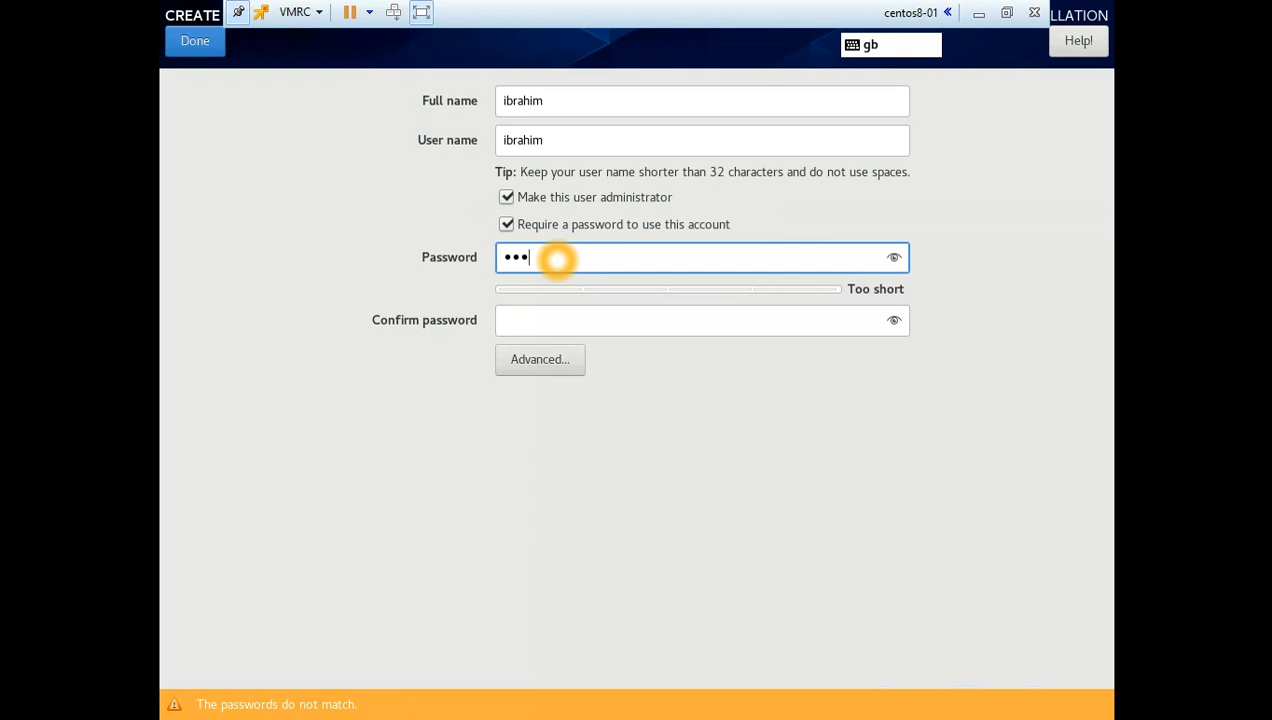 CREATE VMRC centos8-01 LLATION
Done gb Help!
Full name ibrahim
User name ibrahim
Tip: Keep your user name shorter than 32 characters and do not use spaces.
Make this user administrator
Require a password to use this account
Password •••
Too short
Confirm password
Advanced...
The passwords do not match.